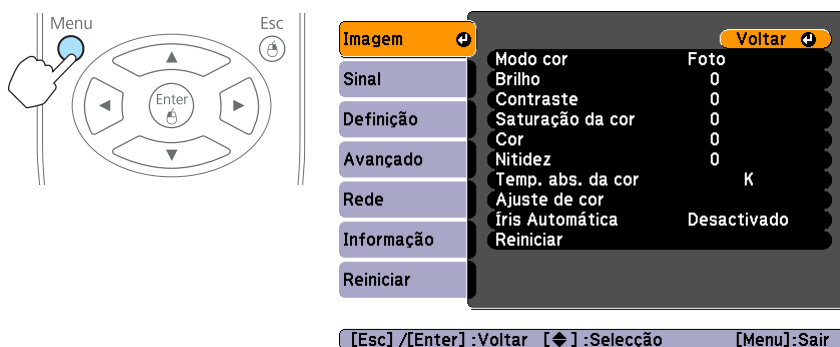 Menu
Esc
Enter
Imagem
Sinal
Definição
Avançado
Rede
Informação
Reiniciar
Voltar
Modo cor Foto
Brilho 0
Contraste 0
Saturação da cor 0
Cor 0
Nitidez 0
Temp. abs. da cor K
Ajuste de cor
Íris Automática Desactivado
Reiniciar
[Esc] /[Enter] :Voltar [◆] :Selecção [Menu]:Sair